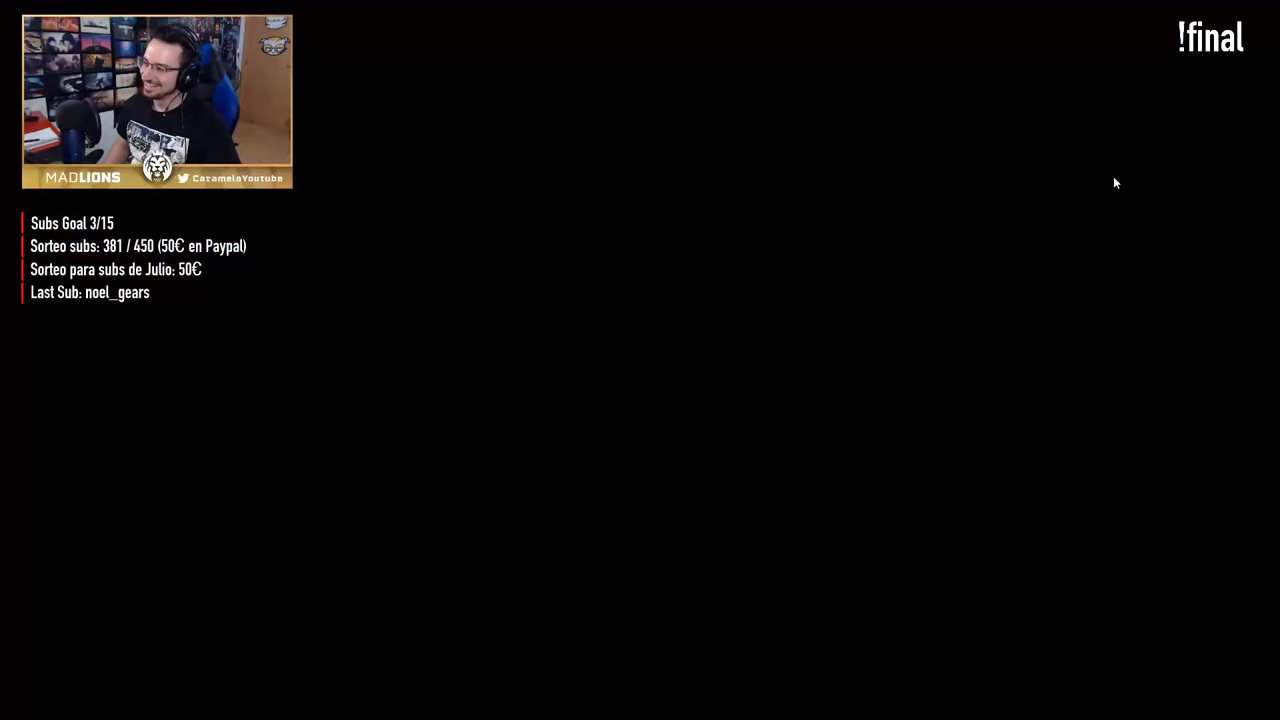 !final
MADLIONS
CarameloYoutube
Subs Goal 3/15
Sorteo subs: 381 / 450 (50€ en Paypal)
Sorteo para subs de Julio: 50€
Last Sub: noel_gears